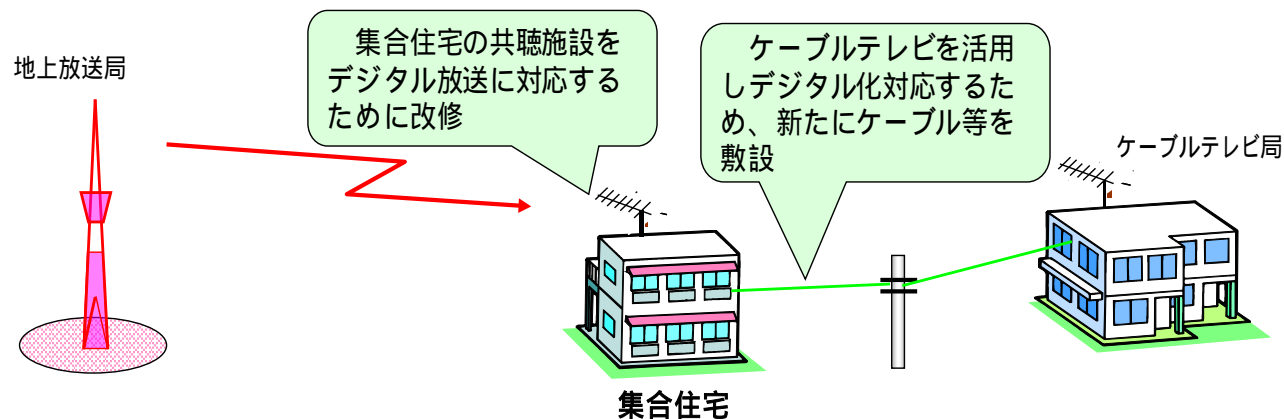 地上放送局
集合住宅の共聴施設を
デジタル放送に対応する
ために改修
ケーブルテレビを活用
しデジタル化対応するた
め、新たにケーブル等を
敷設
ケーブルテレビ局
集合住宅